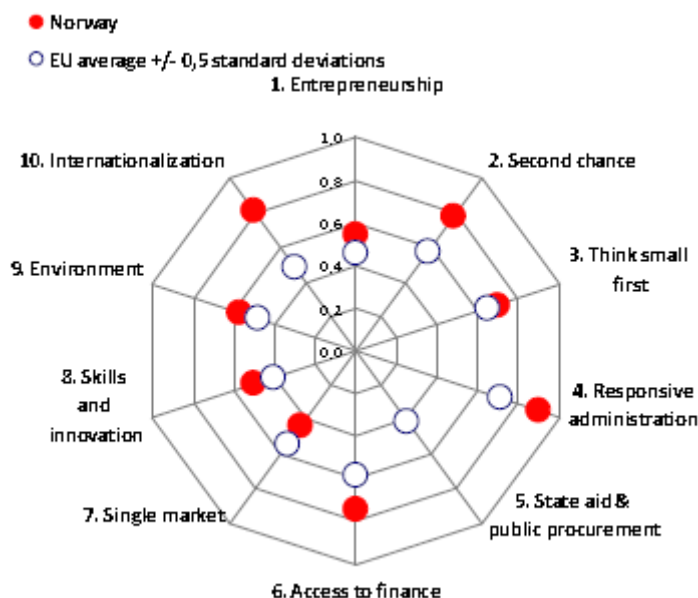 Norway
EU average +/- 0,5 standard deviations
1. Entrepreneurship
10. Internationalization
2. Second chance
9. Environment
3. Think small
first
8. Skills
and
innovation
4. Responsive
administration
7. Single market
5. State aid &
public procurement
6. Access to finance
1,0
0,8
0,6
0,4
0,2
0,0